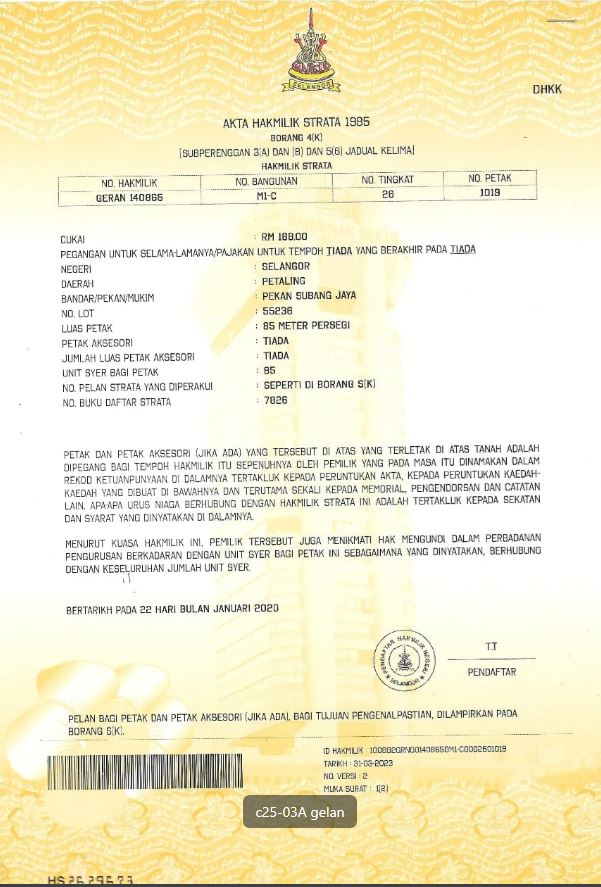 SELANGOR
DHKK
AKTA HAKMILIK STRATA 1985
BORANG 4(K)
[SUBPERENGGAN 3(A) DAN (B) DAN 5(6) JADUAL KELIMA]
HAKMILIK STRATA
NO. HAKMILIK NO. BANGUNAN NO. TINGKAT NO. PETAK
GERAN 140865 M1-C 26 1019
CUKAI : RM 188.00
PEGANGAN UNTUK SELAMA-LAMANYA/PAJAKAN UNTUK TEMPOH TIADA YANG BERAKHIR PADA TIADA
NEGERI : SELANGOR
DAERAH : PETALING
BANDAR/PEKAN/MUKIM : PEKAN SUBANG JAYA
NO. LOT : 55236
LUAS PETAK : 85 METER PERSEGI
PETAK AKSESORI : TIADA
JUMLAH LUAS PETAK AKSESORI : TIADA
UNIT SYER BAGI PETAK : 85
NO. PELAN STRATA YANG DIPERAKUI : SEPERTI DI BORANG S(K)
NO. BUKU DAFTAR STRATA : 7826
PETAK DAN PETAK AKSESORI (JIKA ADA) YANG TERSEBUT DI ATAS YANG TERLETAK DI ATAS TANAH ADALAH
DIPEGANG BAGI TEMPOH HAKMILIK ITU SEPENUHNYA OLEH PEMILIK YANG PADA MASA ITU DINAMAKAN DALAM
REKOD KETUANPUNYAAN DI DALAMNYA TERTAKLUK KEPADA PERUNTUKAN AKTA, KEPADA PERUNTUKAN KAEDAH-
KAEDAH YANG DIBUAT DI BAWAHNYA DAN TERUTAMA SEKALI KEPADA MEMORIAL, PENGENDORSAN DAN CATATAN
LAIN. APA-APA URUS NIAGA BERHUBUNG DENGAN HAKMILIK STRATA INI ADALAH TERTAKLUK KEPADA SEKATAN
DAN SYARAT YANG DINYATAKAN DI DALAMNYA.
MENURUT KUASA HAKMILIK INI, PEMILIK TERSEBUT JUGA MENIKMATI HAK MENGUNDI DALAM PERBADANAN
PENGURUSAN BERKADARAN DENGAN UNIT SYER BAGI PETAK INI SEBAGAIMANA YANG DINYATAKAN, BERHUBUNG
DENGAN KESELURUHAN JUMLAH UNIT SYER.
BERTARIKH PADA 22 HARI BULAN JANUARI 2020
PENDAFTAR HAKMILIK NEGERI
SELANGOR
T.T
PENDAFTAR
PELAN BAGI PETAK DAN PETAK AKSESORI (JIKA ADA), BAGI TUJUAN PENGENALPASTIAN, DILAMPIRKAN PADA
BORANG S(K).
ID HAKMILIK : 100892GRN00140865OM1-C0002601019
TARIKH : 31-03-2023
NO. VERSI : 2
MUKA SURAT : 1(2)
c25-03A gelan